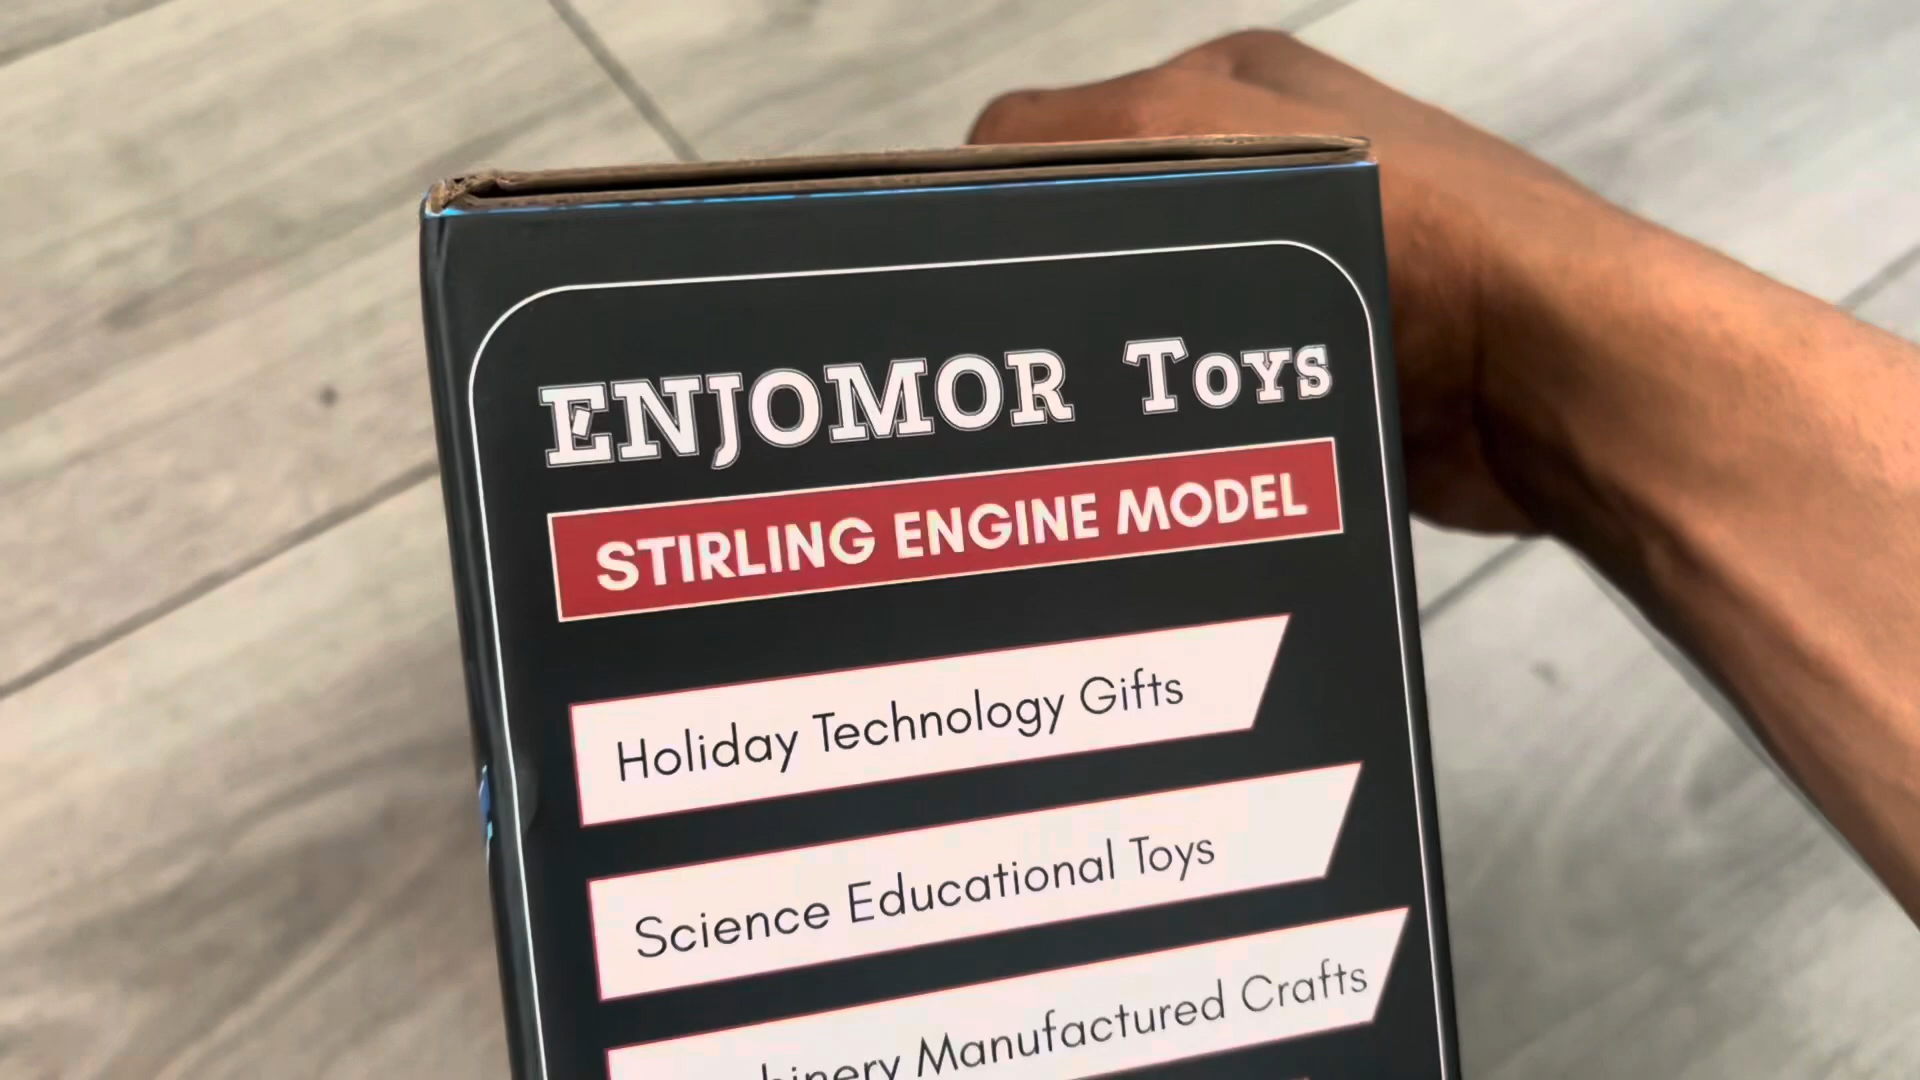 ENJOMOR Toys
STIRLING ENGINE MODEL
Holiday Technology Gifts
Science Educational Toys
Manufactured Crafts